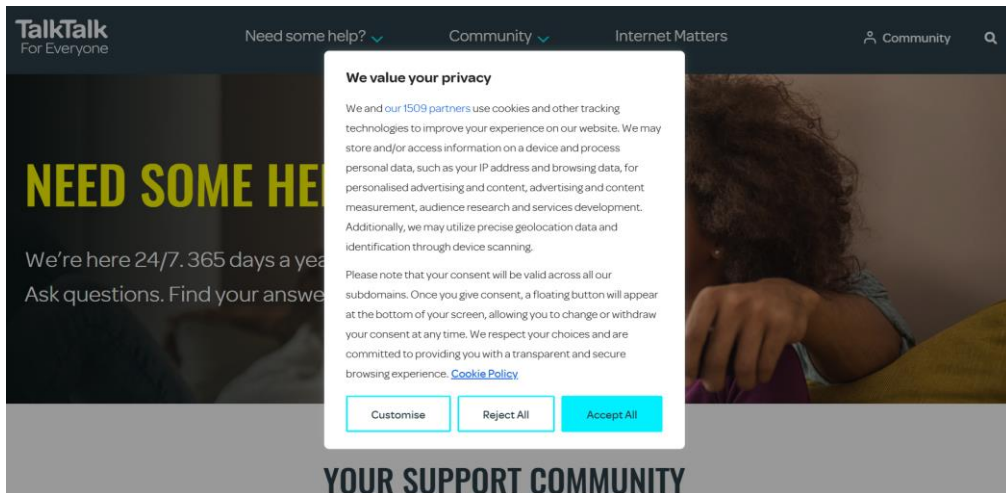 TalkTalk
For Everyone
Need some help?
Community
Internet Matters
Community
We value your privacy
We and our 1509 partners use cookies and other tracking
technologies to improve your experience on our website. We may
store and/or access information on a device and process
personal data, such as your IP address and browsing data, for
personalised advertising and content, advertising and content
measurement, audience research and services development.
Additionally, we may utilize precise geolocation data and
identification through device scanning.
Please note that your consent will be valid across all our
subdomains. Once you give consent, a floating button will appear
at the bottom of your screen, allowing you to change or withdraw
your consent at any time. We respect your choices and are
committed to providing you with a transparent and secure
browsing experience. Cookie Policy
Customise
Reject All
Accept All
NEED SOME HE
We're here 24/7. 365 days a yea
Ask questions. Find your answe
YOUR SUPPORT COMMUNITY